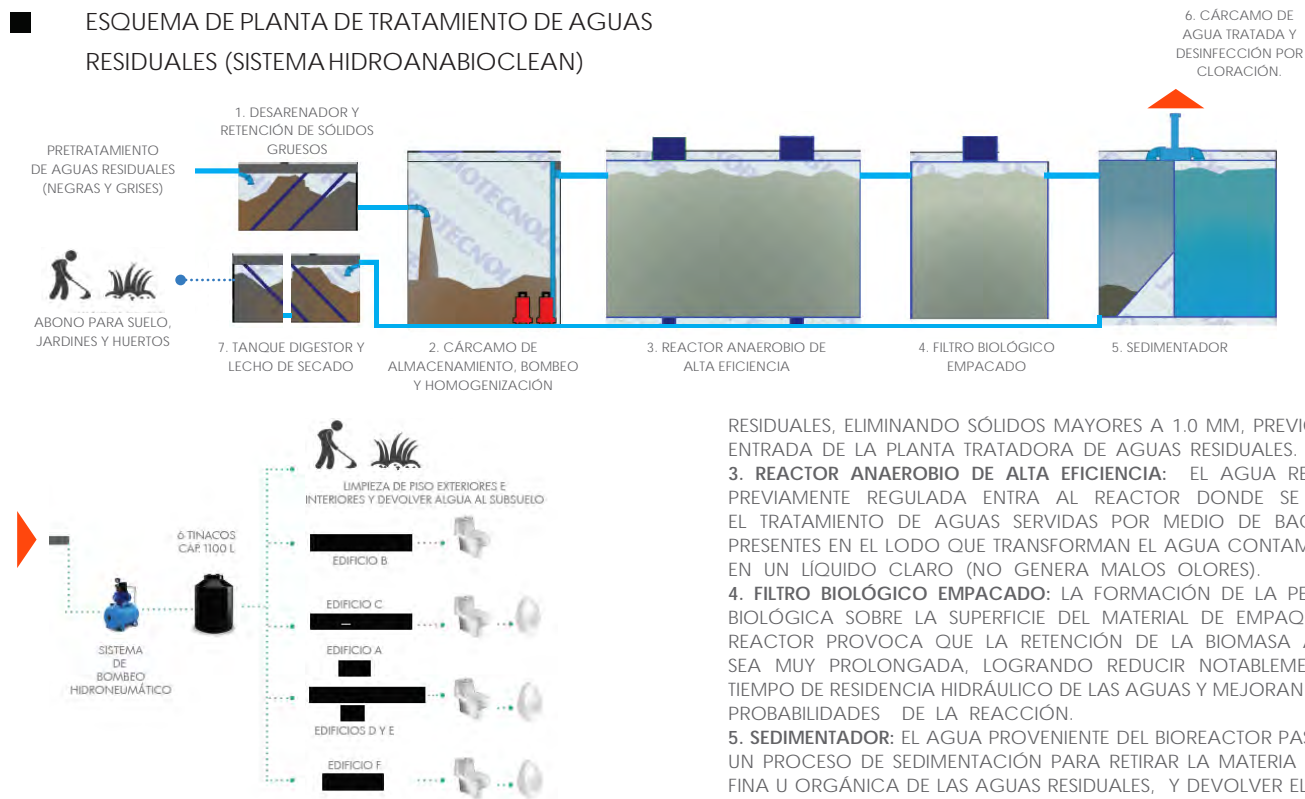 ESQUEMA DE PLANTA DE TRATAMIENTO DE AGUAS
RESIDUALES (SISTEMA HIDROANABIOCLEAN)
6. CÁRCAMO DE
AGUA TRATADA Y
DESINFECCIÓN POR
CLORACIÓN.
1. DESARENADOR Y
RETENCIÓN DE SÓLIDOS
GRUESOS
PRETRATAMIENTO
DE AGUAS RESIDUALES
(NEGRAS Y GRISES)
ABONO PARA SUELO,
JARDINES Y HUERTOS
7. TANQUE DIGESTOR Y
LECHO DE SECADO
2. CÁRCAMO DE
ALMACENAMIENTO, BOMBEO
Y HOMOGENIZACIÓN
3. REACTOR ANAEROBIO DE
ALTA EFICIENCIA
4. FILTRO BIOLÓGICO
EMPACADO
5. SEDIMENTADOR
LIMPIEZA DE PISO EXTERIORES E
INTERIORES Y DEVOLVER ALGUA AL SUBSUELO
6 TINACOS
CAP. 1100 L
SISTEMA
DE
BOMBEO
HIDRONEUMÁTICO
EDIFICIO B
EDIFICIO C
EDIFICIO A
EDIFICIOS D Y E
EDIFICIO F
RESIDUALES, ELIMINANDO SÓLIDOS MAYORES A 1.0 MM,
ENTRADA DE LA PLANTA TRATADORA DE AGUAS RESIDUALES.
3. REACTOR ANAEROBIO DE ALTA EFICIENCIA: EL AGUA
PREVIAMENTE REGULADA ENTRA AL REACTOR DONDE SE
EL TRATAMIENTO DE AGUAS SERVIDAS POR MEDIO DE
PRESENTES EN EL LODO QUE TRANSFORMAN EL AGUA
EN UN LÍQUIDO CLARO (NO GENERA MALOS OLORES).
4. FILTRO BIOLÓGICO EMPACADO: LA FORMACIÓN DE LA
BIOLÓGICA SOBRE LA SUPERFICIE DEL MATERIAL DE
REACTOR PROVOCA QUE LA RETENCIÓN DE LA BIOMASA
SEA MUY PROLONGADA, LOGRANDO REDUCIR
TIEMPO DE RESIDENCIA HIDRÁULICO DE LAS AGUAS Y
PROBABILIDADES DE LA REACCIÓN.
5. SEDIMENTADOR: EL AGUA PROVENIENTE DEL BIOREACTOR
UN PROCESO DE SEDIMENTACIÓN PARA RETIRAR LA MATERIA
FINA U ORGÁNICA DE LAS AGUAS RESIDUALES, Y DEVOLVER